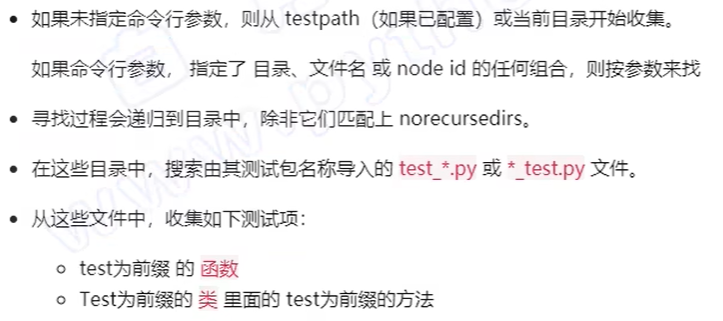 如果未指定命令行参数，则从 testpath（如果已配置）或当前目录开始收集。
如果命令行参数， 指定了 目录、文件名 或 node id 的任何组合，则按参数来找
寻找过程会递归到目录中，除非它们匹配上 norecursedirs。
在这些目录中，搜索由其测试包名称导入的 test_*.py 或 *_test.py 文件。
从这些文件中，收集如下测试项：
test为前缀 的 函数
Test为前缀的 类 里面的 test为前缀的方法